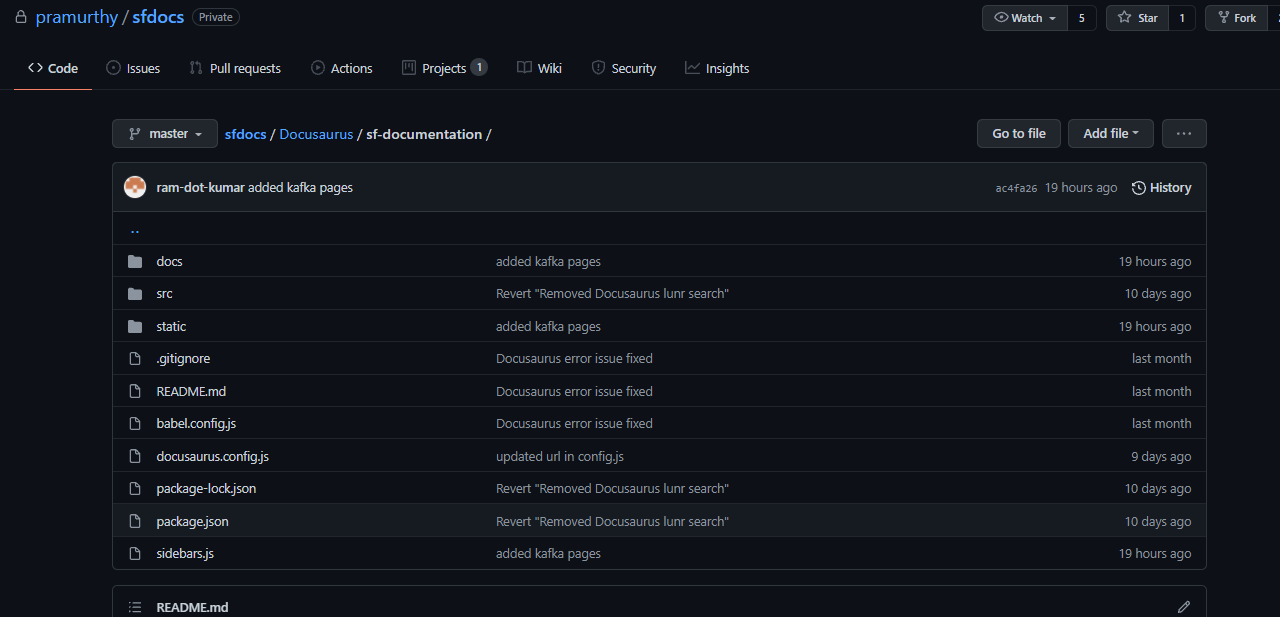 pramurthy / sfdocs Private Watch 5 Star 1 Fork
Code Issues Pull requests Actions Projects 1 Wiki Security Insights
master sfdocs / Docusaurus / sf-documentation / Go to file Add file ...
ram-dot-kumar added kafka pages ac4fa26 19 hours ago History
..
docs added kafka pages 19 hours ago
src Revert "Removed Docusaurus lunr search" 10 days ago
static added kafka pages 19 hours ago
.gitignore Docusaurus error issue fixed last month
README.md Docusaurus error issue fixed last month
babel.config.js Docusaurus error issue fixed last month
docusaurus.config.js updated url in config.js 9 days ago
package-lock.json Revert "Removed Docusaurus lunr search" 10 days ago
package.json Revert "Removed Docusaurus lunr search" 10 days ago
sidebars.js added kafka pages 19 hours ago
README.md